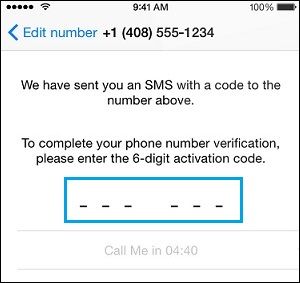 9:41 AM 100%
Edit number +1 (408) 555-1234
We have sent you an SMS with a code to the
number above.
To complete your phone number verification,
please enter the 6-digit activation code.
– – – – – –
Call Me in 04:40